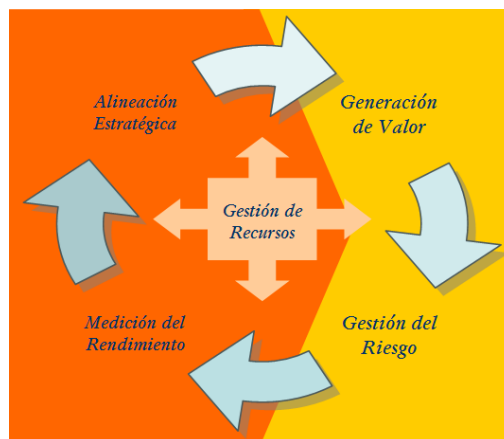 Alineación
Estratégica
Generación
de Valor
Gestión de
Recursos
Medición del
Rendimiento
Gestión del
Riesgo